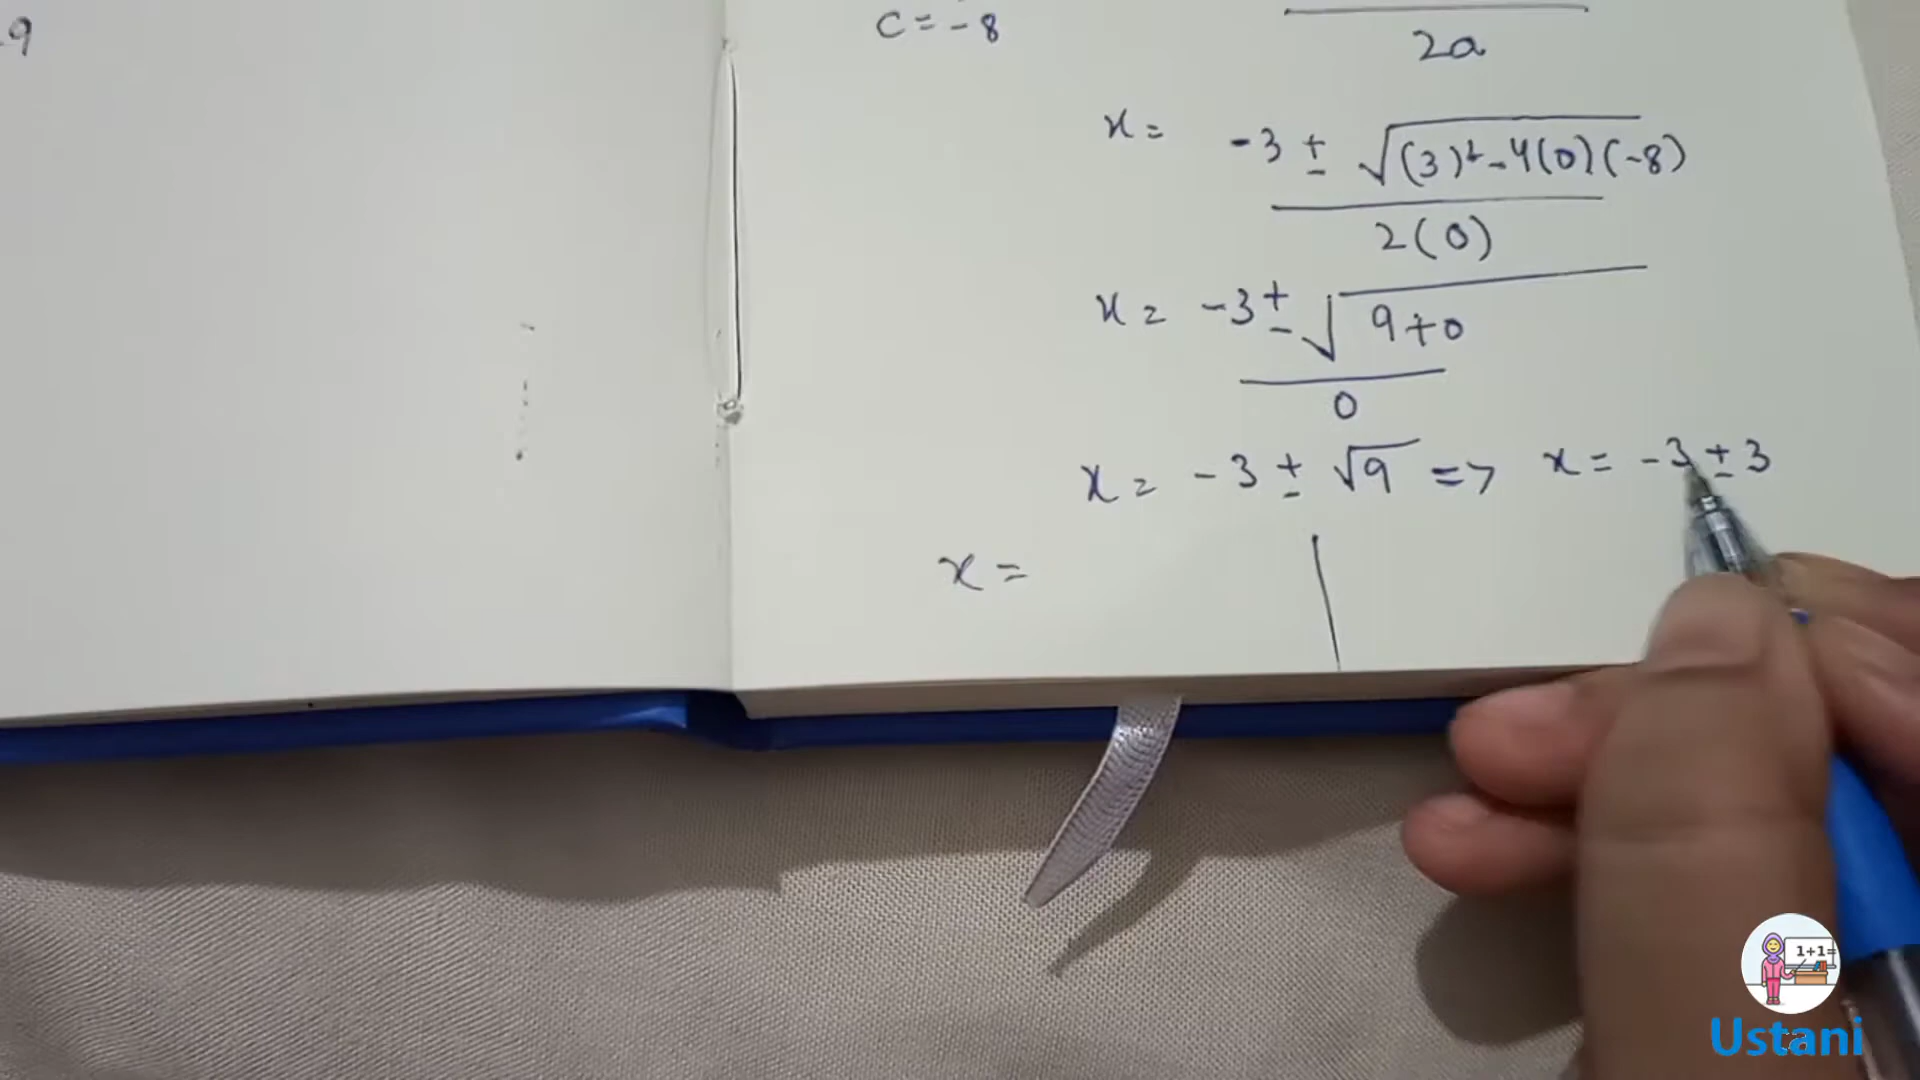 -9
C = -8
2a
x = -3 ± √(3)² - 4(0)(-8)
2(0)
x = -3 ± √9+0
0
x = -3 ± √9 => x = -3 ± 3
x =
1+1=
Ustani